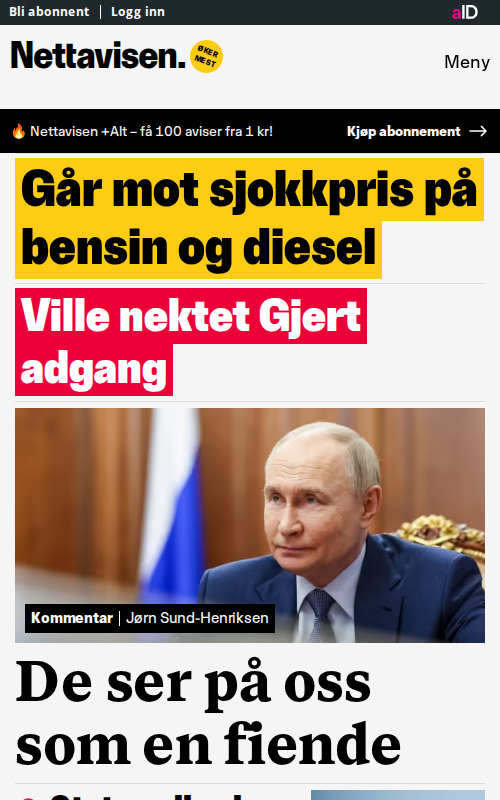 Bli abonnent | Logg inn
aID
Nettavisen.
ØKER
MEST
Meny
Nettavisen +Alt – få 100 aviser fra 1 kr!
Kjøp abonnement →
Går mot sjokkpris på
bensin og diesel
Ville nektet Gjert
adgang
Kommentar | Jørn Sund-Henriksen
De ser på oss
som en fiende